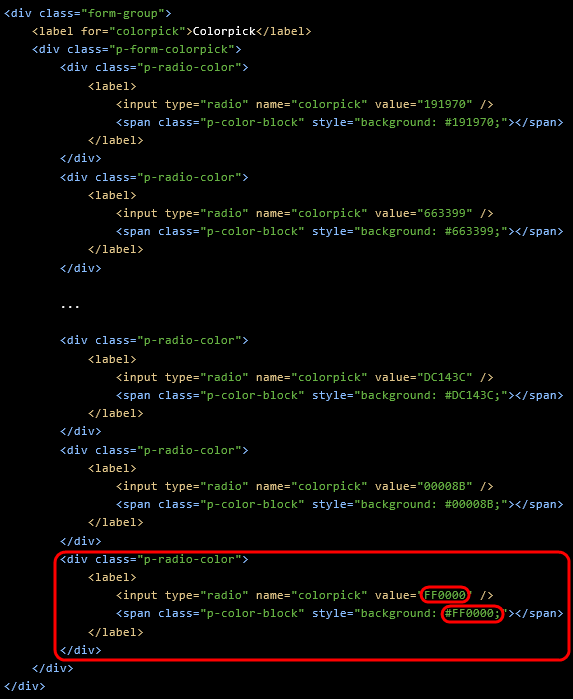 <div class="form-group">
    <label for="colorpick">Colorpick</label>
    <div class="p-form-colorpick">
        <div class="p-radio-color">
            <label>
                <input type="radio" name="colorpick" value="191970" />
                <span class="p-color-block" style="background: #191970;"></span>
            </label>
        </div>
        <div class="p-radio-color">
            <label>
                <input type="radio" name="colorpick" value="663399" />
                <span class="p-color-block" style="background: #663399;"></span>
            </label>
        </div>

        ...

        <div class="p-radio-color">
            <label>
                <input type="radio" name="colorpick" value="DC143C" />
                <span class="p-color-block" style="background: #DC143C;"></span>
            </label>
        </div>
        <div class="p-radio-color">
            <label>
                <input type="radio" name="colorpick" value="00008B" />
                <span class="p-color-block" style="background: #00008B;"></span>
            </label>
        </div>
        <div class="p-radio-color">
            <label>
                <input type="radio" name="colorpick" value="FF0000" />
                <span class="p-color-block" style="background: #FF0000;"></span>
            </label>
        </div>
    </div>
</div>